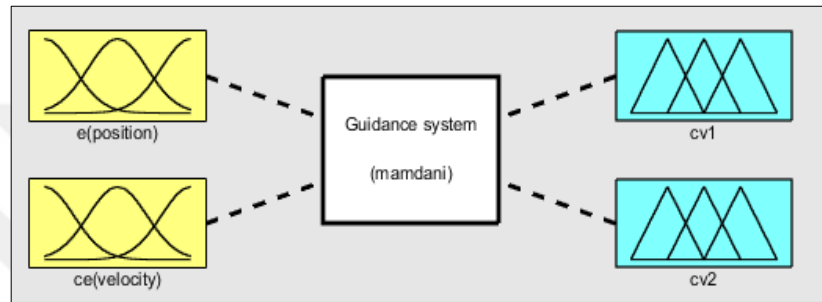 e(position)
ce(velocity)
Guidance system
(mamdani)
cv1
cv2